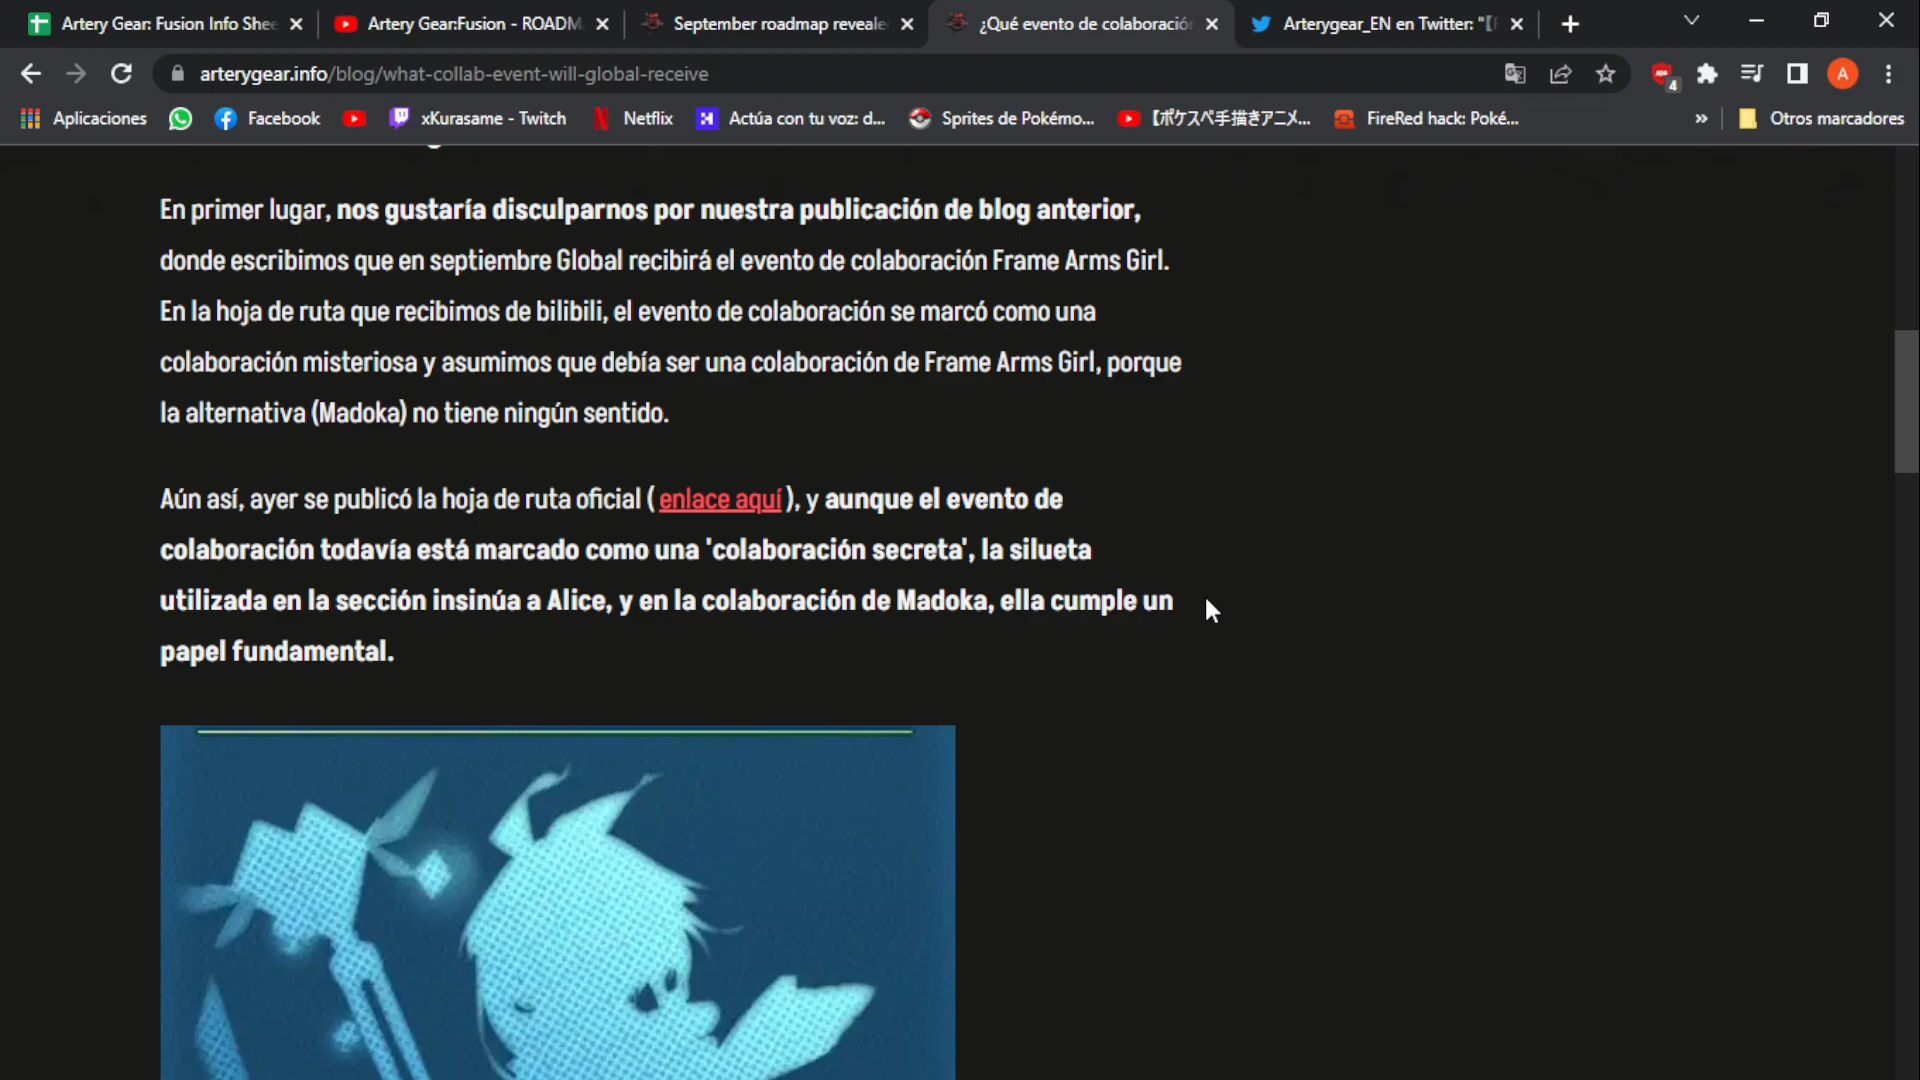 Artery Gear: Fusion Info Shee
Artery Gear:Fusion - ROADM
September roadmap reveale
¿Qué evento de colaboración
Arterygear_EN en Twitter: "【F
arterygear.info/blog/what-collab-event-will-global-receive
4
A
Aplicaciones
Facebook
xKurasame - Twitch
Netflix
Actúa con tu voz: d...
Sprites de Pokémo...
【ポケスペ手描きアニメ...
FireRed hack: Poké...
»
Otros marcadores
En primer lugar, nos gustaría disculparnos por nuestra publicación de blog anterior,
donde escribimos que en septiembre Global recibirá el evento de colaboración Frame Arms Girl.
En la hoja de ruta que recibimos de bilibili, el evento de colaboración se marcó como una
colaboración misteriosa y asumimos que debía ser una colaboración de Frame Arms Girl, porque
la alternativa (Madoka) no tiene ningún sentido.
Aún así, ayer se publicó la hoja de ruta oficial ( enlace aquí ), y aunque el evento de
colaboración todavía está marcado como una 'colaboración secreta', la silueta
utilizada en la sección insinúa a Alice, y en la colaboración de Madoka, ella cumple un
papel fundamental.